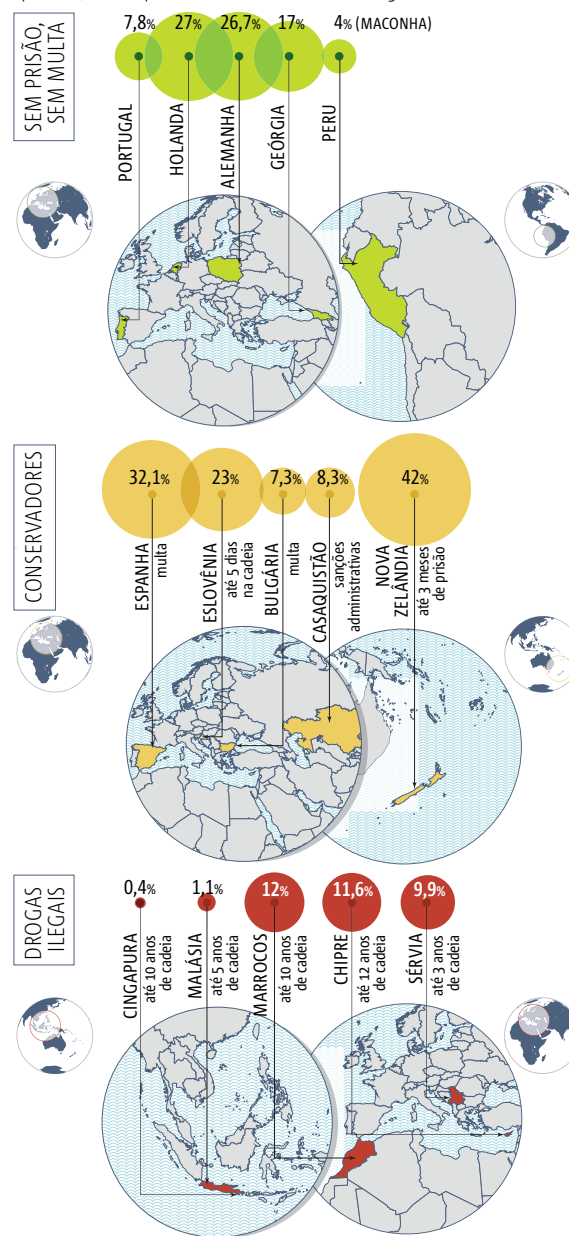 SEM PRISÃO,
SEM MULTA
7,8%
27%
26,7%
17%
4% (MACONHA)
PORTUGAL
HOLANDA
ALEMANHA
GEÓRGIA
PERU
CONSERVADORES
32,1%
23%
7,3%
8,3%
42%
ESPANHA
multa
ESLOVÊNIA
até 5 dias
na cadeia
BULGÁRIA
multa
CASAQUISTÃO
sanções
administrativas
NOVA
ZELÂNDIA
até 3 meses
de prisão
DROGAS
ILEGAIS
0,4%
1,1%
12%
11,6%
9,9%
CINGAPURA
até 10 anos
de cadeia
MALÁSIA
até 5 anos
de cadeia
MARROCOS
até 10 anos
de cadeia
CHIPRE
até 12 anos
de cadeia
SÉRVIA
até 3 anos
de cadeia